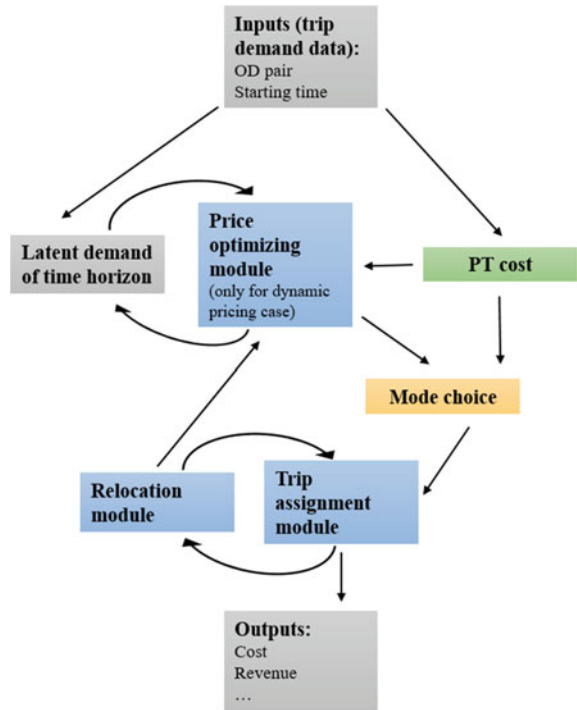 Inputs (trip
demand data):
OD pair
Starting time
Latent demand
of time horizon
Price
optimizing
module
(only for dynamic
pricing case)
PT cost
Mode choice
Relocation
module
Trip
assignment
module
Outputs:
Cost
Revenue
…